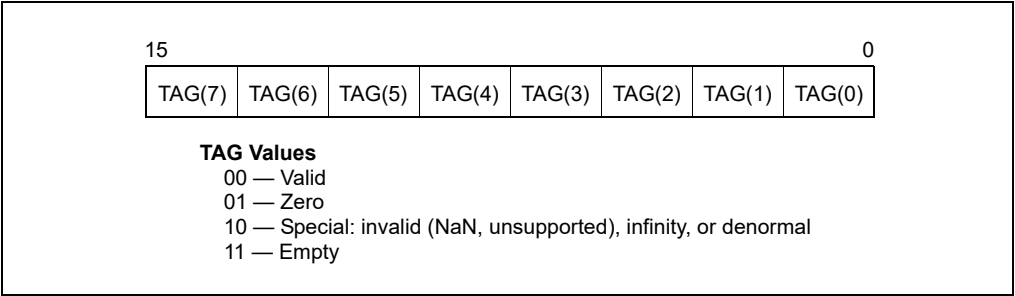 15 0
TAG(7) TAG(6) TAG(5) TAG(4) TAG(3) TAG(2) TAG(1) TAG(0)
TAG Values
00 — Valid
01 — Zero
10 — Special: invalid (NaN, unsupported), infinity, or denormal
11 — Empty